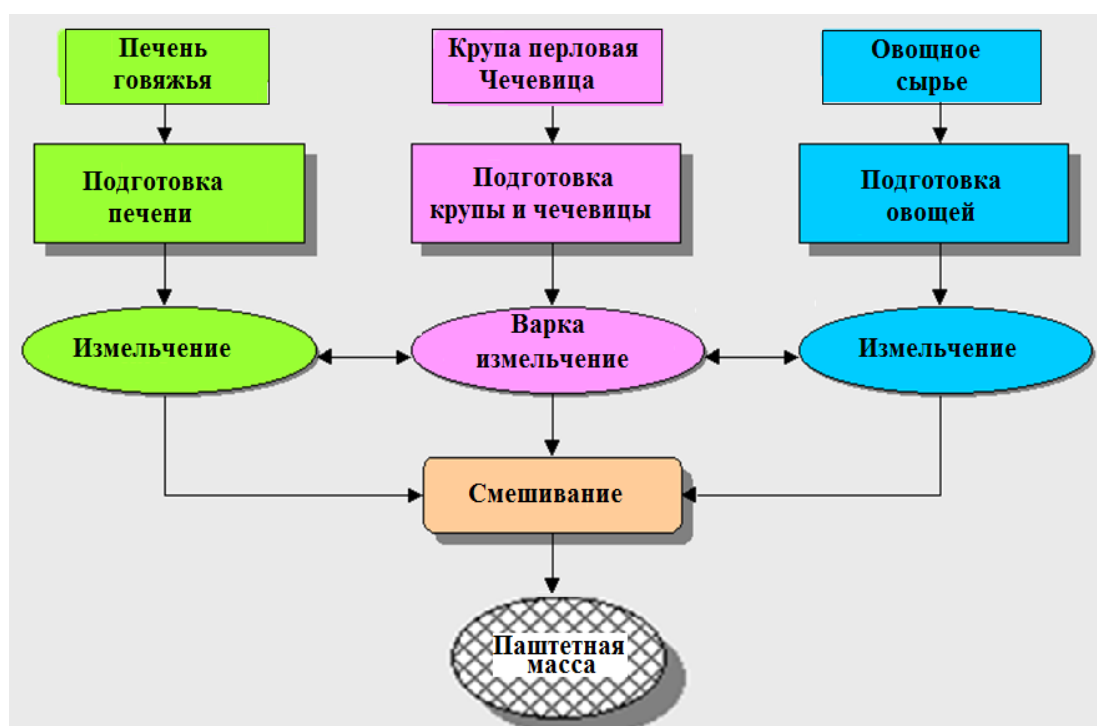 Печень
говяжья
Крупа перловая
Чечевица
Овощное
сырье
Подготовка
печени
Подготовка
крупы и чечевицы
Подготовка
овощей
Измельчение
Варка
измельчение
Измельчение
Смешивание
Паштетная
масса